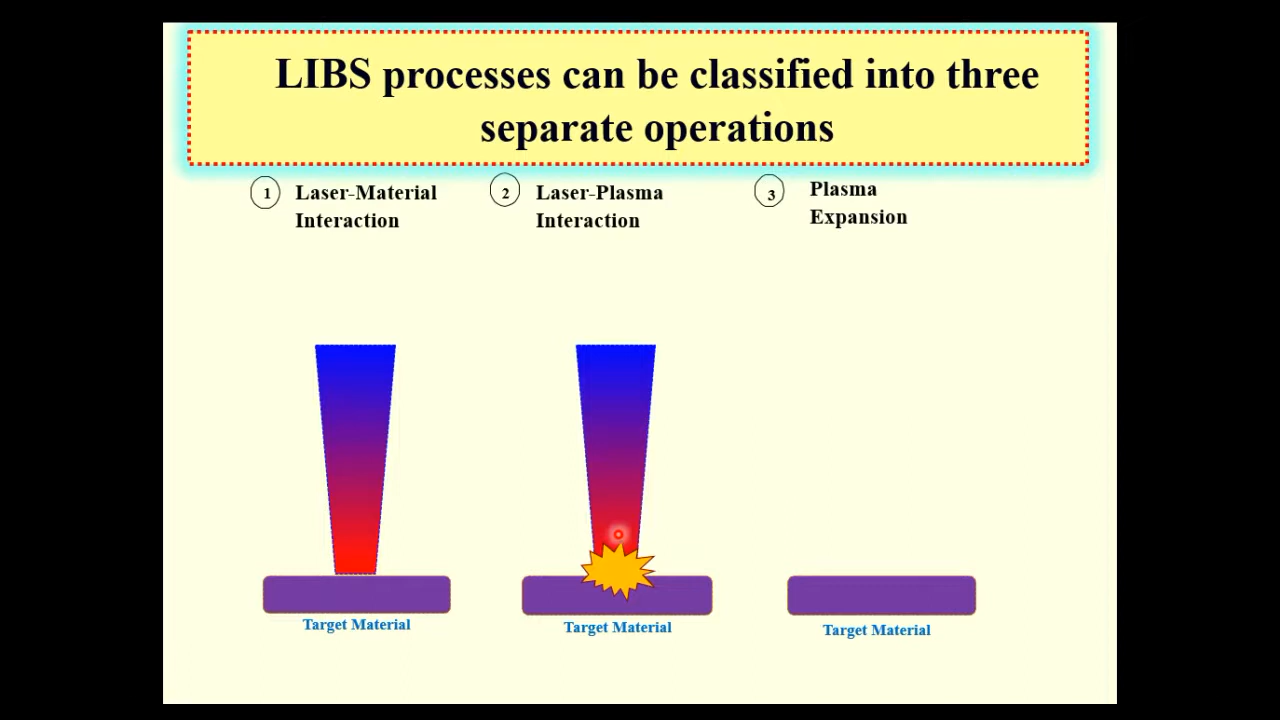 LIBS processes can be classified into three
separate operations
1 Laser-Material
Interaction
2 Laser-Plasma
Interaction
3 Plasma
Expansion
Target Material
Target Material
Target Material